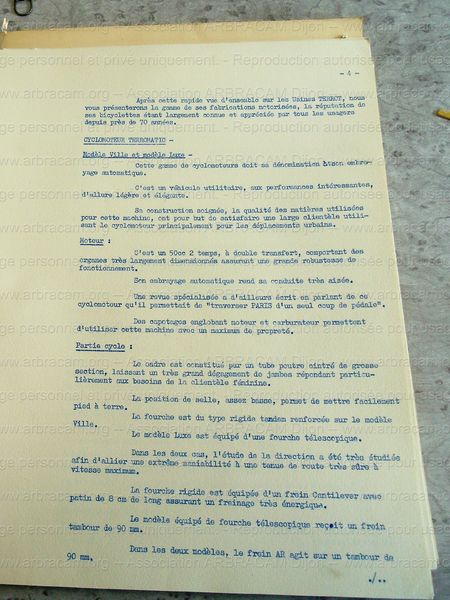 - 4 -
Après cette rapide vue d'ensemble sur les Usines TERROT, nous
vous présenterons la gamme de ses fabrications motorisées, la réputation de
ses bicyclettes étant largement connue et appréciée par tous les usagers
depuis près de 70 années.
CYCLOMOTEUR TERROMATIC -
Modèle Ville et modèle Luxe -
Cette gamme de cyclomoteurs doit sa dénomination à son embra-
yage automatique.
C'est un véhicule utilitaire, aux performances intéressantes,
d'allure légère et élégante.
Sa construction soignée, la qualité des matières utilisées
pour cette machine, ont pour but de satisfaire une large clientèle utili-
sant le cyclomoteur principalement pour les déplacements urbains.
Moteur :
C'est un 50cc 2 temps, à double transfert, comportant des
organes très largement dimensionnés assurant une grande robustesse de
fonctionnement.
Son embrayage automatique rend sa conduite très aisée.
Une revue spécialisée a d'ailleurs écrit en parlant de ce
cyclomoteur qu'il permettait de "traverser PARIS d'un seul coup de pédale".
Des capotages englobant moteur et carburateur permettent
d'utiliser cette machine avec un maximum de propreté.
Partie cycle :
Le cadre est constitué par un tube poutre cintré de grosse
section, laissant un très grand dégagement de jambes répondant particu-
lièrement aux besoins de la clientèle féminine.
La position de selle, assez basse, permet de mettre facilement
pied à terre.
La fourche est du type rigide tandem renforcée sur le modèle
Ville.
Le modèle Luxe est équipé d'une fourche télescopique.
Dans les deux cas, l'étude de la direction a été très étudiée
afin d'allier une extrême maniabilité à une tenue de route très sûre à
vitesse maximum.
La fourche rigide est équipée d'un frein Cantilever avec
patin de 8 cm de long assurant un freinage très énergique.
Le modèle équipé de fourche télescopique reçoit un frein
tambour de 90 mm.
Dans les deux modèles, le frein AR agit sur un tambour de
90 mm.
./..